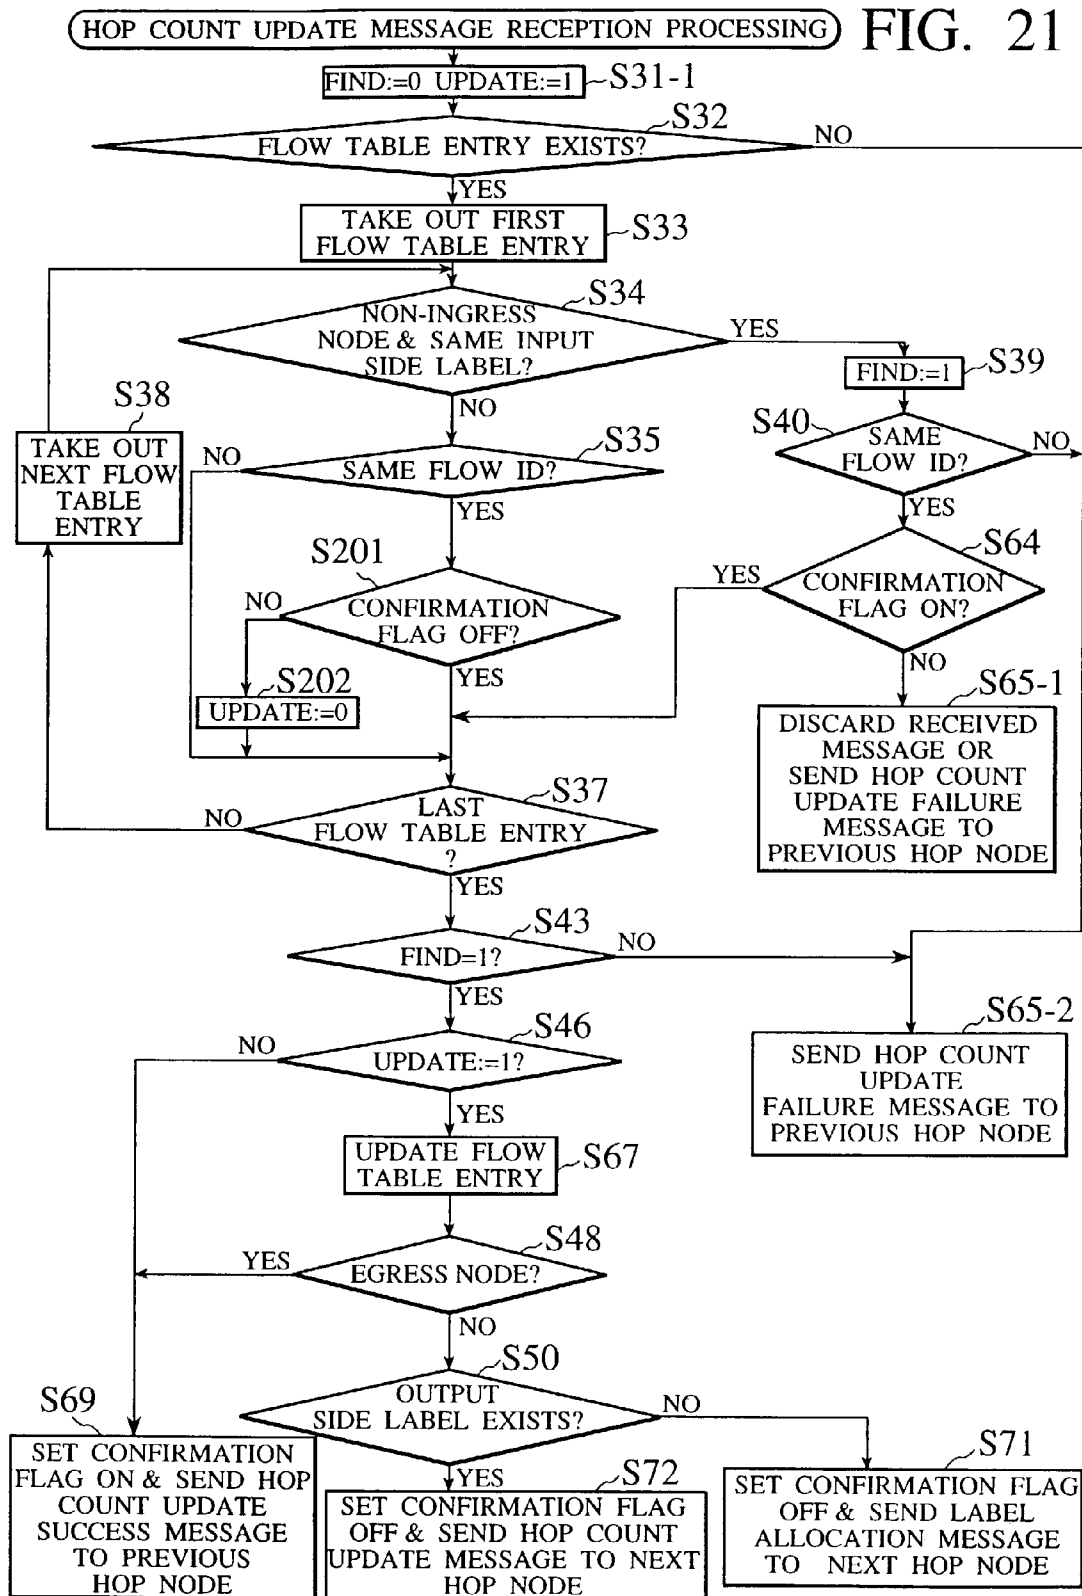 HOP COUNT UPDATE MESSAGE RECEPTION PROCESSING
FIG. 21
FIND:=0 UPDATE:=1
S31-1
FLOW TABLE ENTRY EXISTS?
S32
NO
YES
TAKE OUT FIRST
FLOW TABLE ENTRY
S33
NON-INGRESS
NODE & SAME INPUT
SIDE LABEL?
S34
YES
NO
FIND:=1
S39
S38
TAKE OUT
NEXT FLOW
TABLE
ENTRY
SAME FLOW ID?
S35
NO
YES
S40
SAME
FLOW ID?
NO
YES
S201
CONFIRMATION
FLAG OFF?
NO
YES
S64
CONFIRMATION
FLAG ON?
YES
NO
S202
UPDATE:=0
S65-1
DISCARD RECEIVED
MESSAGE OR
SEND HOP COUNT
UPDATE FAILURE
MESSAGE TO
PREVIOUS HOP NODE
S37
LAST
FLOW TABLE ENTRY
?
NO
YES
S43
FIND=1?
NO
YES
S65-2
SEND HOP COUNT
UPDATE
FAILURE MESSAGE TO
PREVIOUS HOP NODE
S46
UPDATE:=1?
NO
YES
UPDATE FLOW
TABLE ENTRY
S67
S48
EGRESS NODE?
YES
NO
S50
OUTPUT
SIDE LABEL EXISTS?
NO
YES
S69
SET CONFIRMATION
FLAG ON & SEND HOP
COUNT UPDATE
SUCCESS MESSAGE
TO PREVIOUS
HOP NODE
S72
SET CONFIRMATION FLAG
OFF & SEND HOP COUNT
UPDATE MESSAGE TO NEXT
HOP NODE
S71
SET CONFIRMATION FLAG
OFF & SEND LABEL
ALLOCATION MESSAGE
TO NEXT HOP NODE